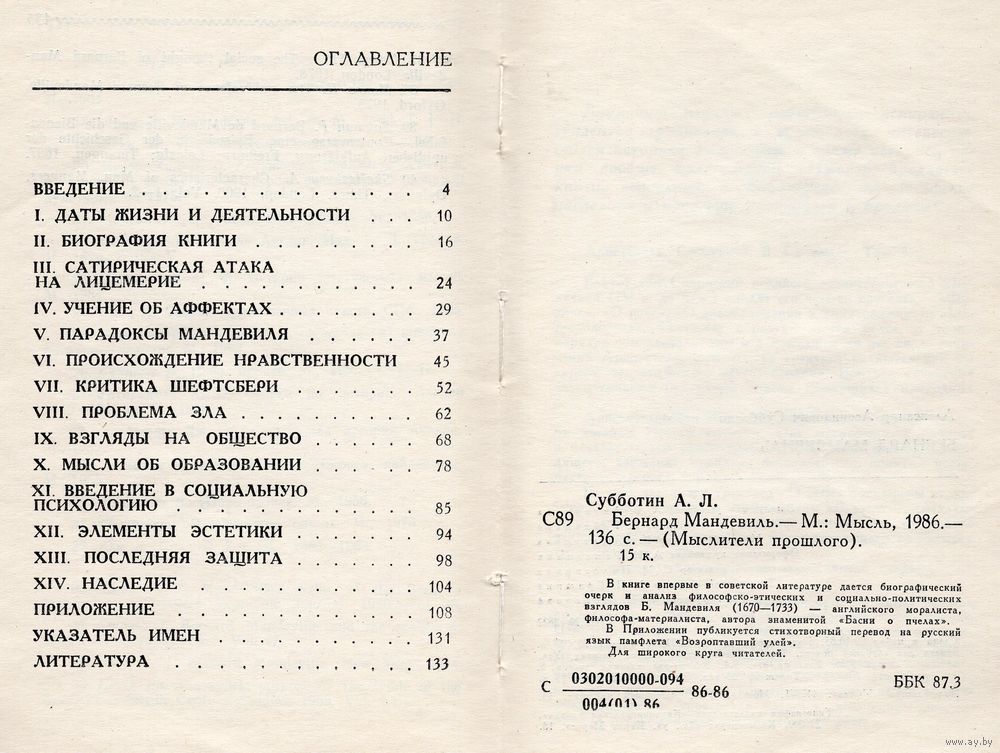 ОГЛАВЛЕНИЕ
ВВЕДЕНИЕ . . . . . . . . . . . 4
I. ДАТЫ ЖИЗНИ И ДЕЯТЕЛЬНОСТИ . . . 10
II. БИОГРАФИЯ КНИГИ . . . . . . . . 16
III. САТИРИЧЕСКАЯ АТАКА
НА ЛИЦЕМЕРИЕ . . . . . . . . . . 24
IV. УЧЕНИЕ ОБ АФФЕКТАХ . . . . . . . 29
V. ПАРАДОКСЫ МАНДЕВИЛЯ . . . . . . 37
VI. ПРОИСХОЖДЕНИЕ НРАВСТВЕННОСТИ 45
VII. КРИТИКА ШЕФТСБЕРИ . . . . . . 52
VIII. ПРОБЛЕМА ЗЛА . . . . . . . . . 62
IX. ВЗГЛЯДЫ НА ОБЩЕСТВО . . . . . 68
X. МЫСЛИ ОБ ОБРАЗОВАНИИ . . . . . 78
XI. ВВЕДЕНИЕ В СОЦИАЛЬНУЮ
ПСИХОЛОГИЮ . . . . . . . . . . . 85
XII. ЭЛЕМЕНТЫ ЭСТЕТИКИ . . . . . . 94
XIII. ПОСЛЕДНЯЯ ЗАЩИТА . . . . . . 98
XIV. НАСЛЕДИЕ . . . . . . . . . . 104
ПРИЛОЖЕНИЕ . . . . . . . . . . . 108
УКАЗАТЕЛЬ ИМЕН . . . . . . . . . 131
ЛИТЕРАТУРА . . . . . . . . . . . 133
Субботин А. Л.
С89 Бернард Мандевиль.— М.: Мысль, 1986.—
136 с. — (Мыслители прошлого).
15 к.
В книге впервые в советской литературе дается биографический
очерк и анализ философско-этических и социально-политических
взглядов Б. Мандевиля (1670—1733) — английского моралиста,
философа-материалиста, автора знаменитой «Басни о пчелах».
В Приложении публикуется стихотворный перевод на русский
язык памфлета «Возроптавший улей».
Для широкого круга читателей.
С 0302010000-094
004(01) 86
86-86
ББК 87.3
www.ay.by